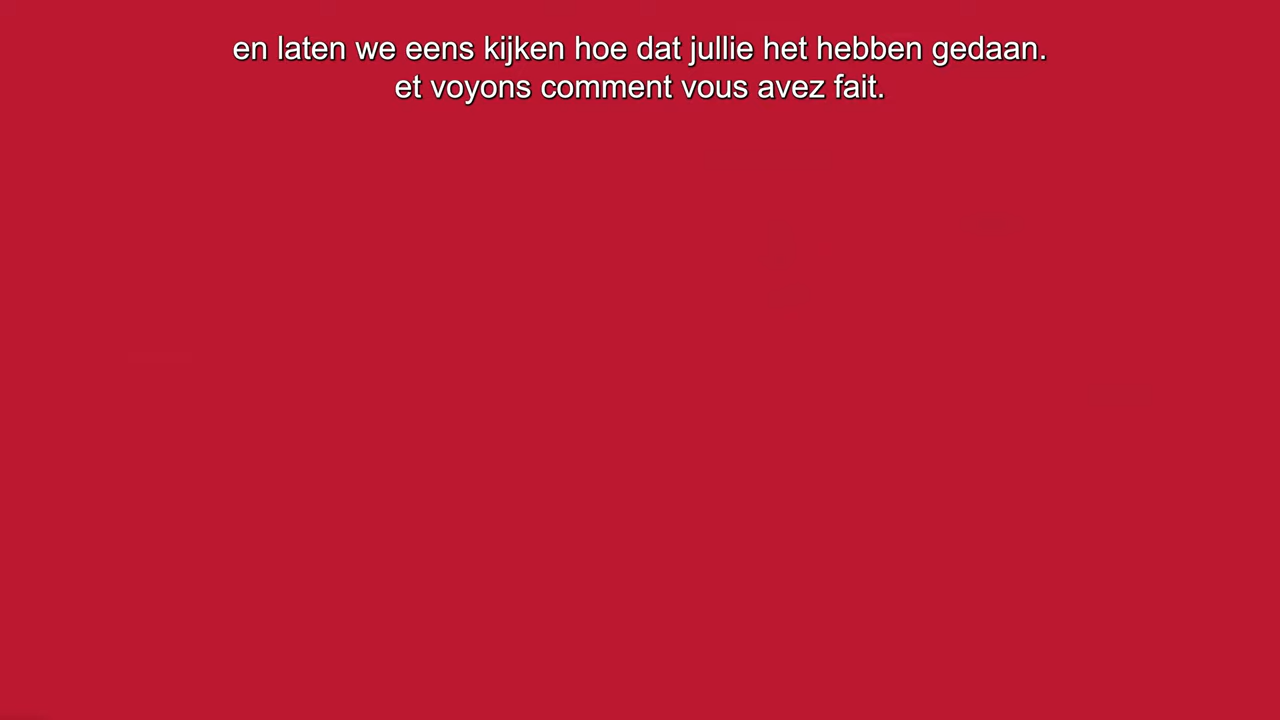 en laten we eens kijken hoe dat jullie het hebben gedaan.
et voyons comment vous avez fait.